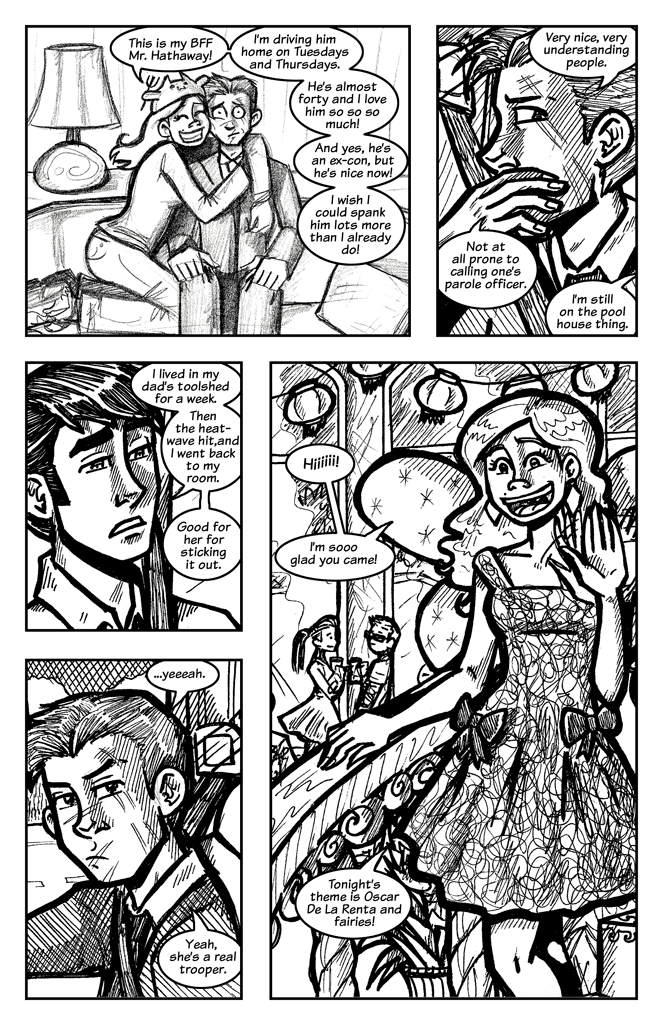 This is my BFF
Mr. Hathaway!
I'm driving him
home on Tuesdays
and Thursdays.
He's almost
forty and I love
him so so so
much!
And yes, he's
an ex-con, but
he's nice now!
I wish I
could spank
him lots more
than I already
do!
Very nice, very
understanding
people.
Not at
all prone to
calling one's
parole officer.
I'm still
on the pool
house thing.
I lived in my
dad's toolshed
for a week.
Then
the heat-
wave hit,and
I went back
to my
room.
Good for
her for
sticking
it out.
...yeeeah.
Yeah,
she's a real
trooper.
Hiiiiii!
I'm sooo
glad you came!
Tonight's
theme is Oscar
De La Renta and
fairies!